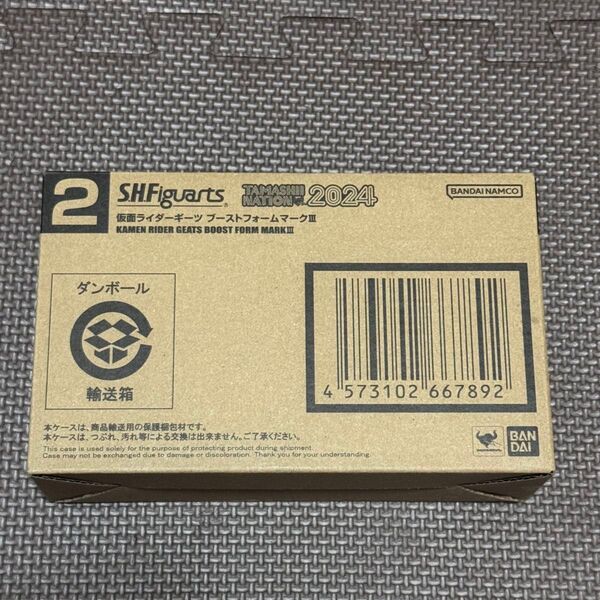 2 S.H.Figuarts® TAMASHII NATION 2024 BANDAI NAMCO
仮面ライダーギーツ ブーストフォームマークⅢ
KAMEN RIDER GEATS BOOST FORM MARKⅢ
ダンボール
輸送箱
4 573102 667892
本ケースは、商品輸送用の保護梱包材です。
本ケースは、つぶれ、汚れ等による交換は出来ません。ご了承ください。
This case is used solely for the purpose of protecting product during shipment.
Case may not be exchanged due to damage or discoloration. Thank you for your understanding.
BAN
DAI